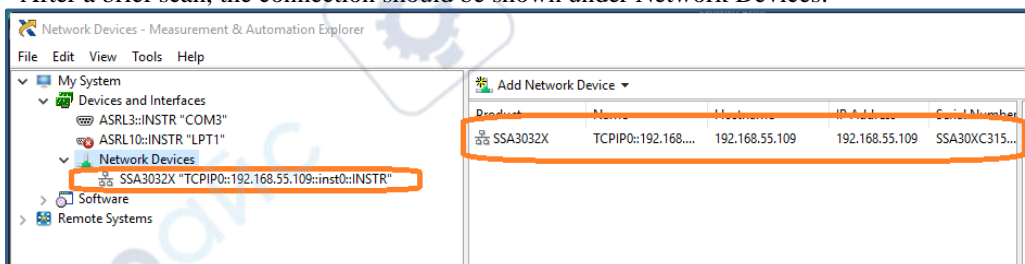 After a brief scan, the connection should be shown under Network Devices.
Network Devices - Measurement & Automation Explorer
File Edit View Tools Help
My System
Devices and Interfaces
ASRL3::INSTR "COM3"
ASRL10::INSTR "LPT1"
Network Devices
SSA3032X "TCPIP0::192.168.55.109::inst0::INSTR"
Software
Remote Systems
Add Network Device
Product Name Hostname IP Address Serial Number
SSA3032X TCPIP0::192.168.... 192.168.55.109 192.168.55.109 SSA30XC315...